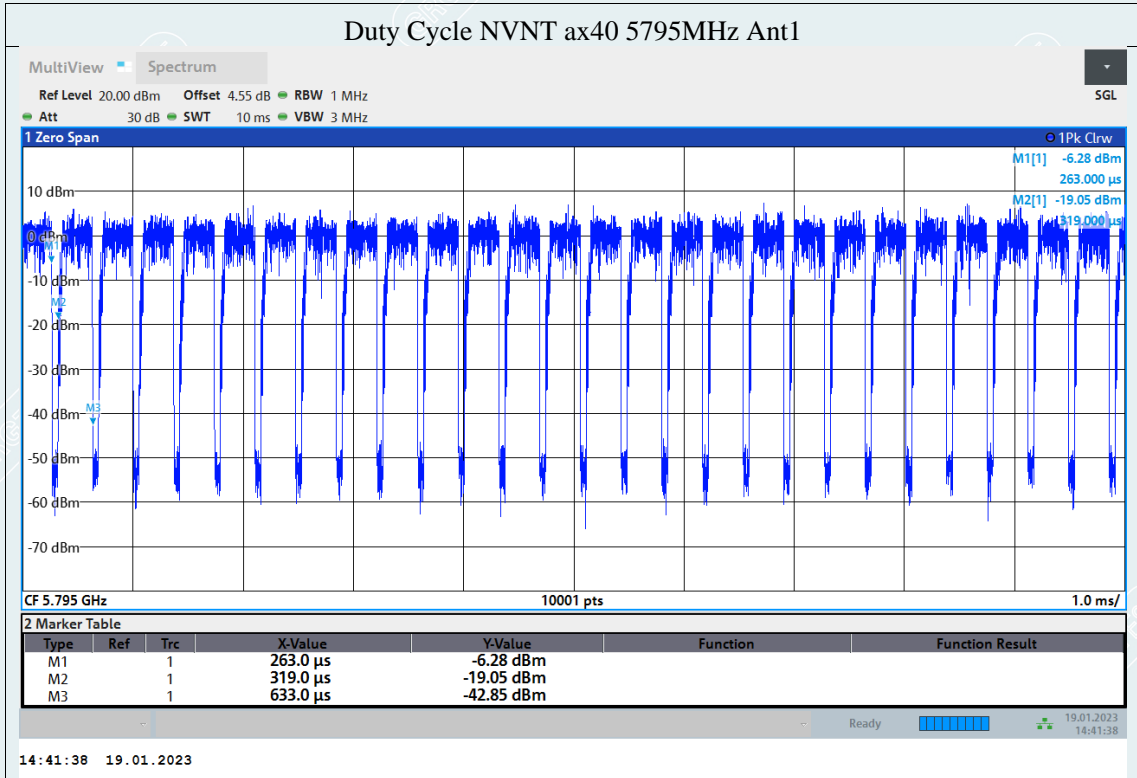 Duty Cycle NVNT ax40 5795MHz Ant1
MultiView Spectrum
Ref Level 20.00 dBm Offset 4.55 dB RBW 1 MHz SGL
Att 30 dB SWT 10 ms VBW 3 MHz
1 Zero Span 1Pk Clrw
M1[1] -6.28 dBm
263.000 µs
10 dBm
M2[1] -19.05 dBm
319.000 µs
0 dBm
M1
-10 dBm
M2
-20 dBm
-30 dBm
M3
-40 dBm
-50 dBm
-60 dBm
-70 dBm
CF 5.795 GHz 10001 pts 1.0 ms/
2 Marker Table
Type Ref Trc X-Value Y-Value Function Function Result
M1 1 263.0 µs -6.28 dBm
M2 1 319.0 µs -19.05 dBm
M3 1 633.0 µs -42.85 dBm
Ready 19.01.2023
14:41:38
14:41:38 19.01.2023